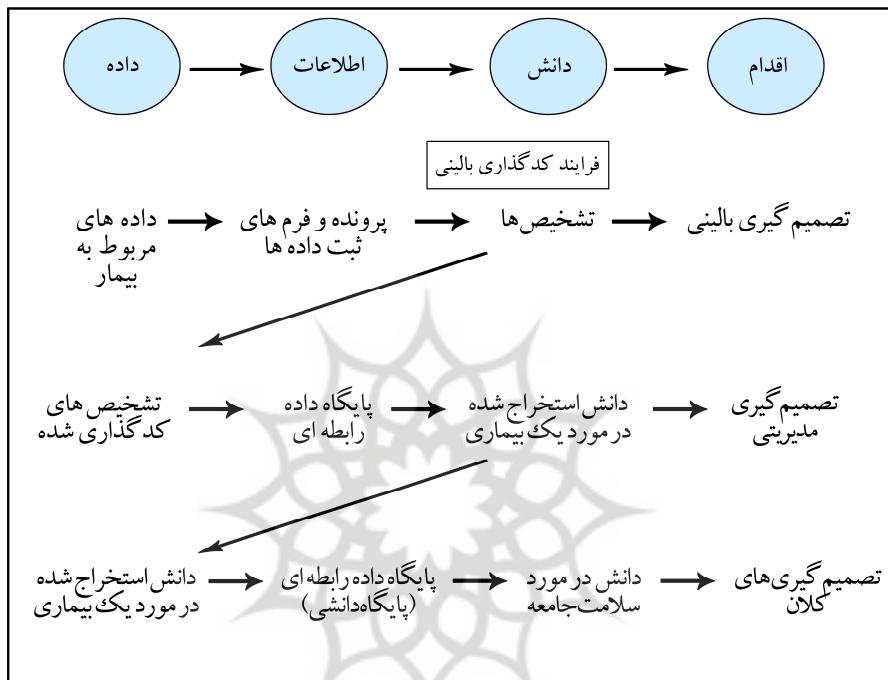 داده
اطلاعات
دانش
اقدام
فرایند کدگذاری بالینی
داده های
مربوط به
بیمار
پرونده و فرم های
ثبت داده ها
تشخیص‌ها
تصمیم گیری بالینی
تشخیص های
کدگذاری شده
پایگاه داده
رابطه ای
دانش استخراج شده
در مورد یک بیماری
تصمیم‌گیری
مدیریتی
دانش استخراج شده
در مورد یک بیماری
پایگاه داده رابطه ای
(پایگاه‌دانشی)
دانش در مورد
سلامت جامعه
تصمیم‌گیری‌های
کلان